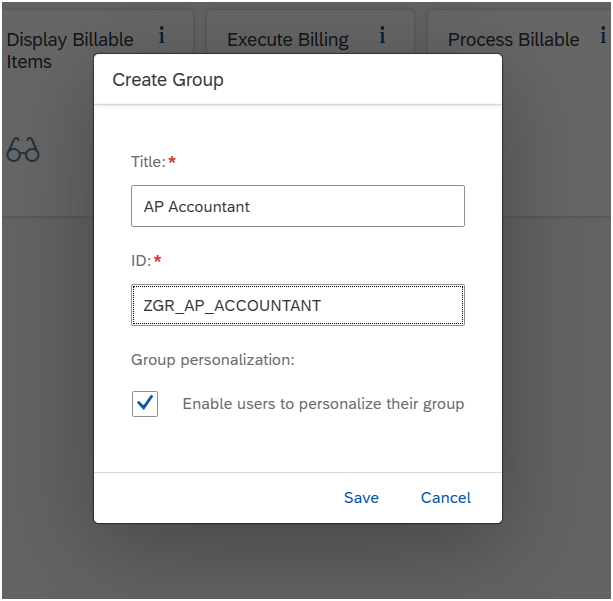 Display Billable
Items
i
Execute Billing
i
Process Billable
i
Create Group
Title:*
AP Accountant
ID:*
ZGR_AP_ACCOUNTANT
Group personalization:
Enable users to personalize their group
Save
Cancel